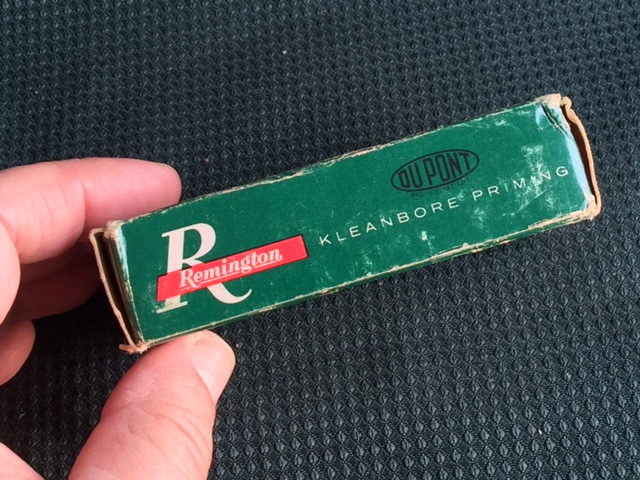 DU PONT
KLEANBORE PRIMING
R
Remington